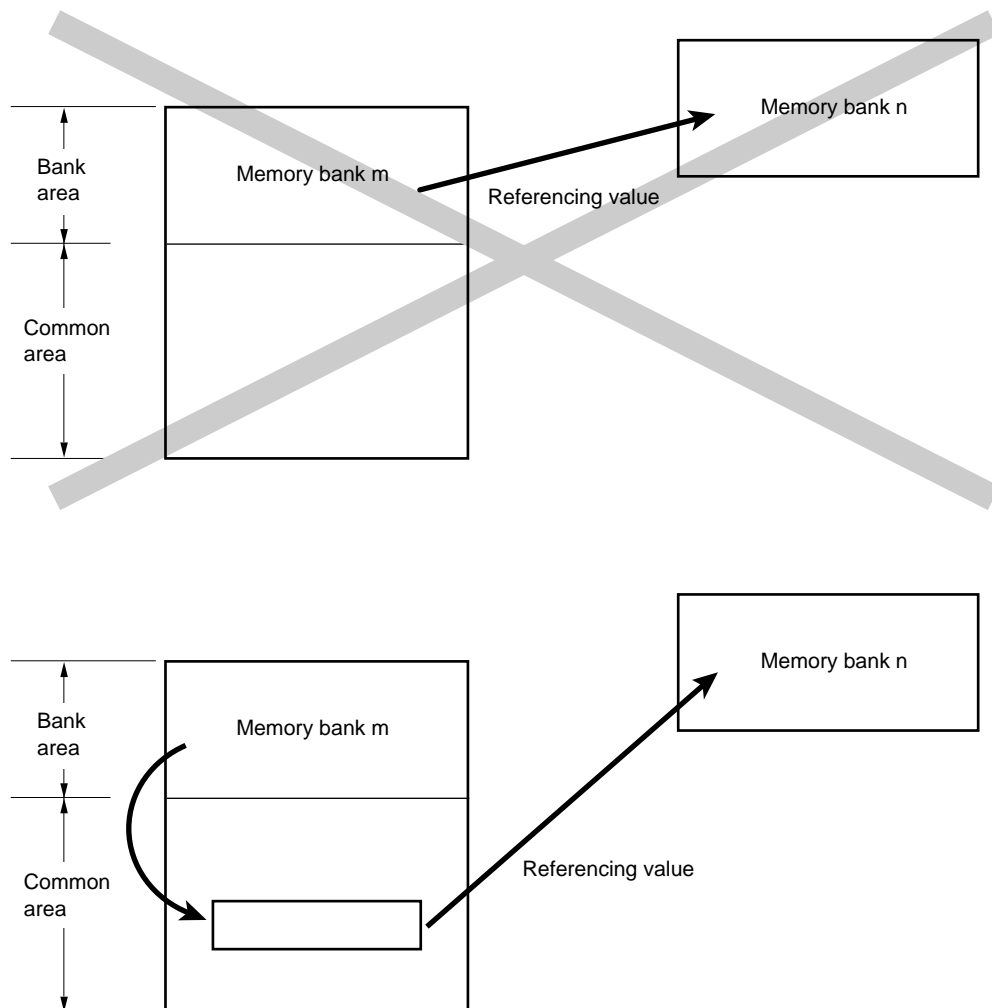 Memory bank n
Bank
area
Memory bank m
Referencing value
Common
area
Memory bank n
Bank
area
Memory bank m
Referencing value
Common
area